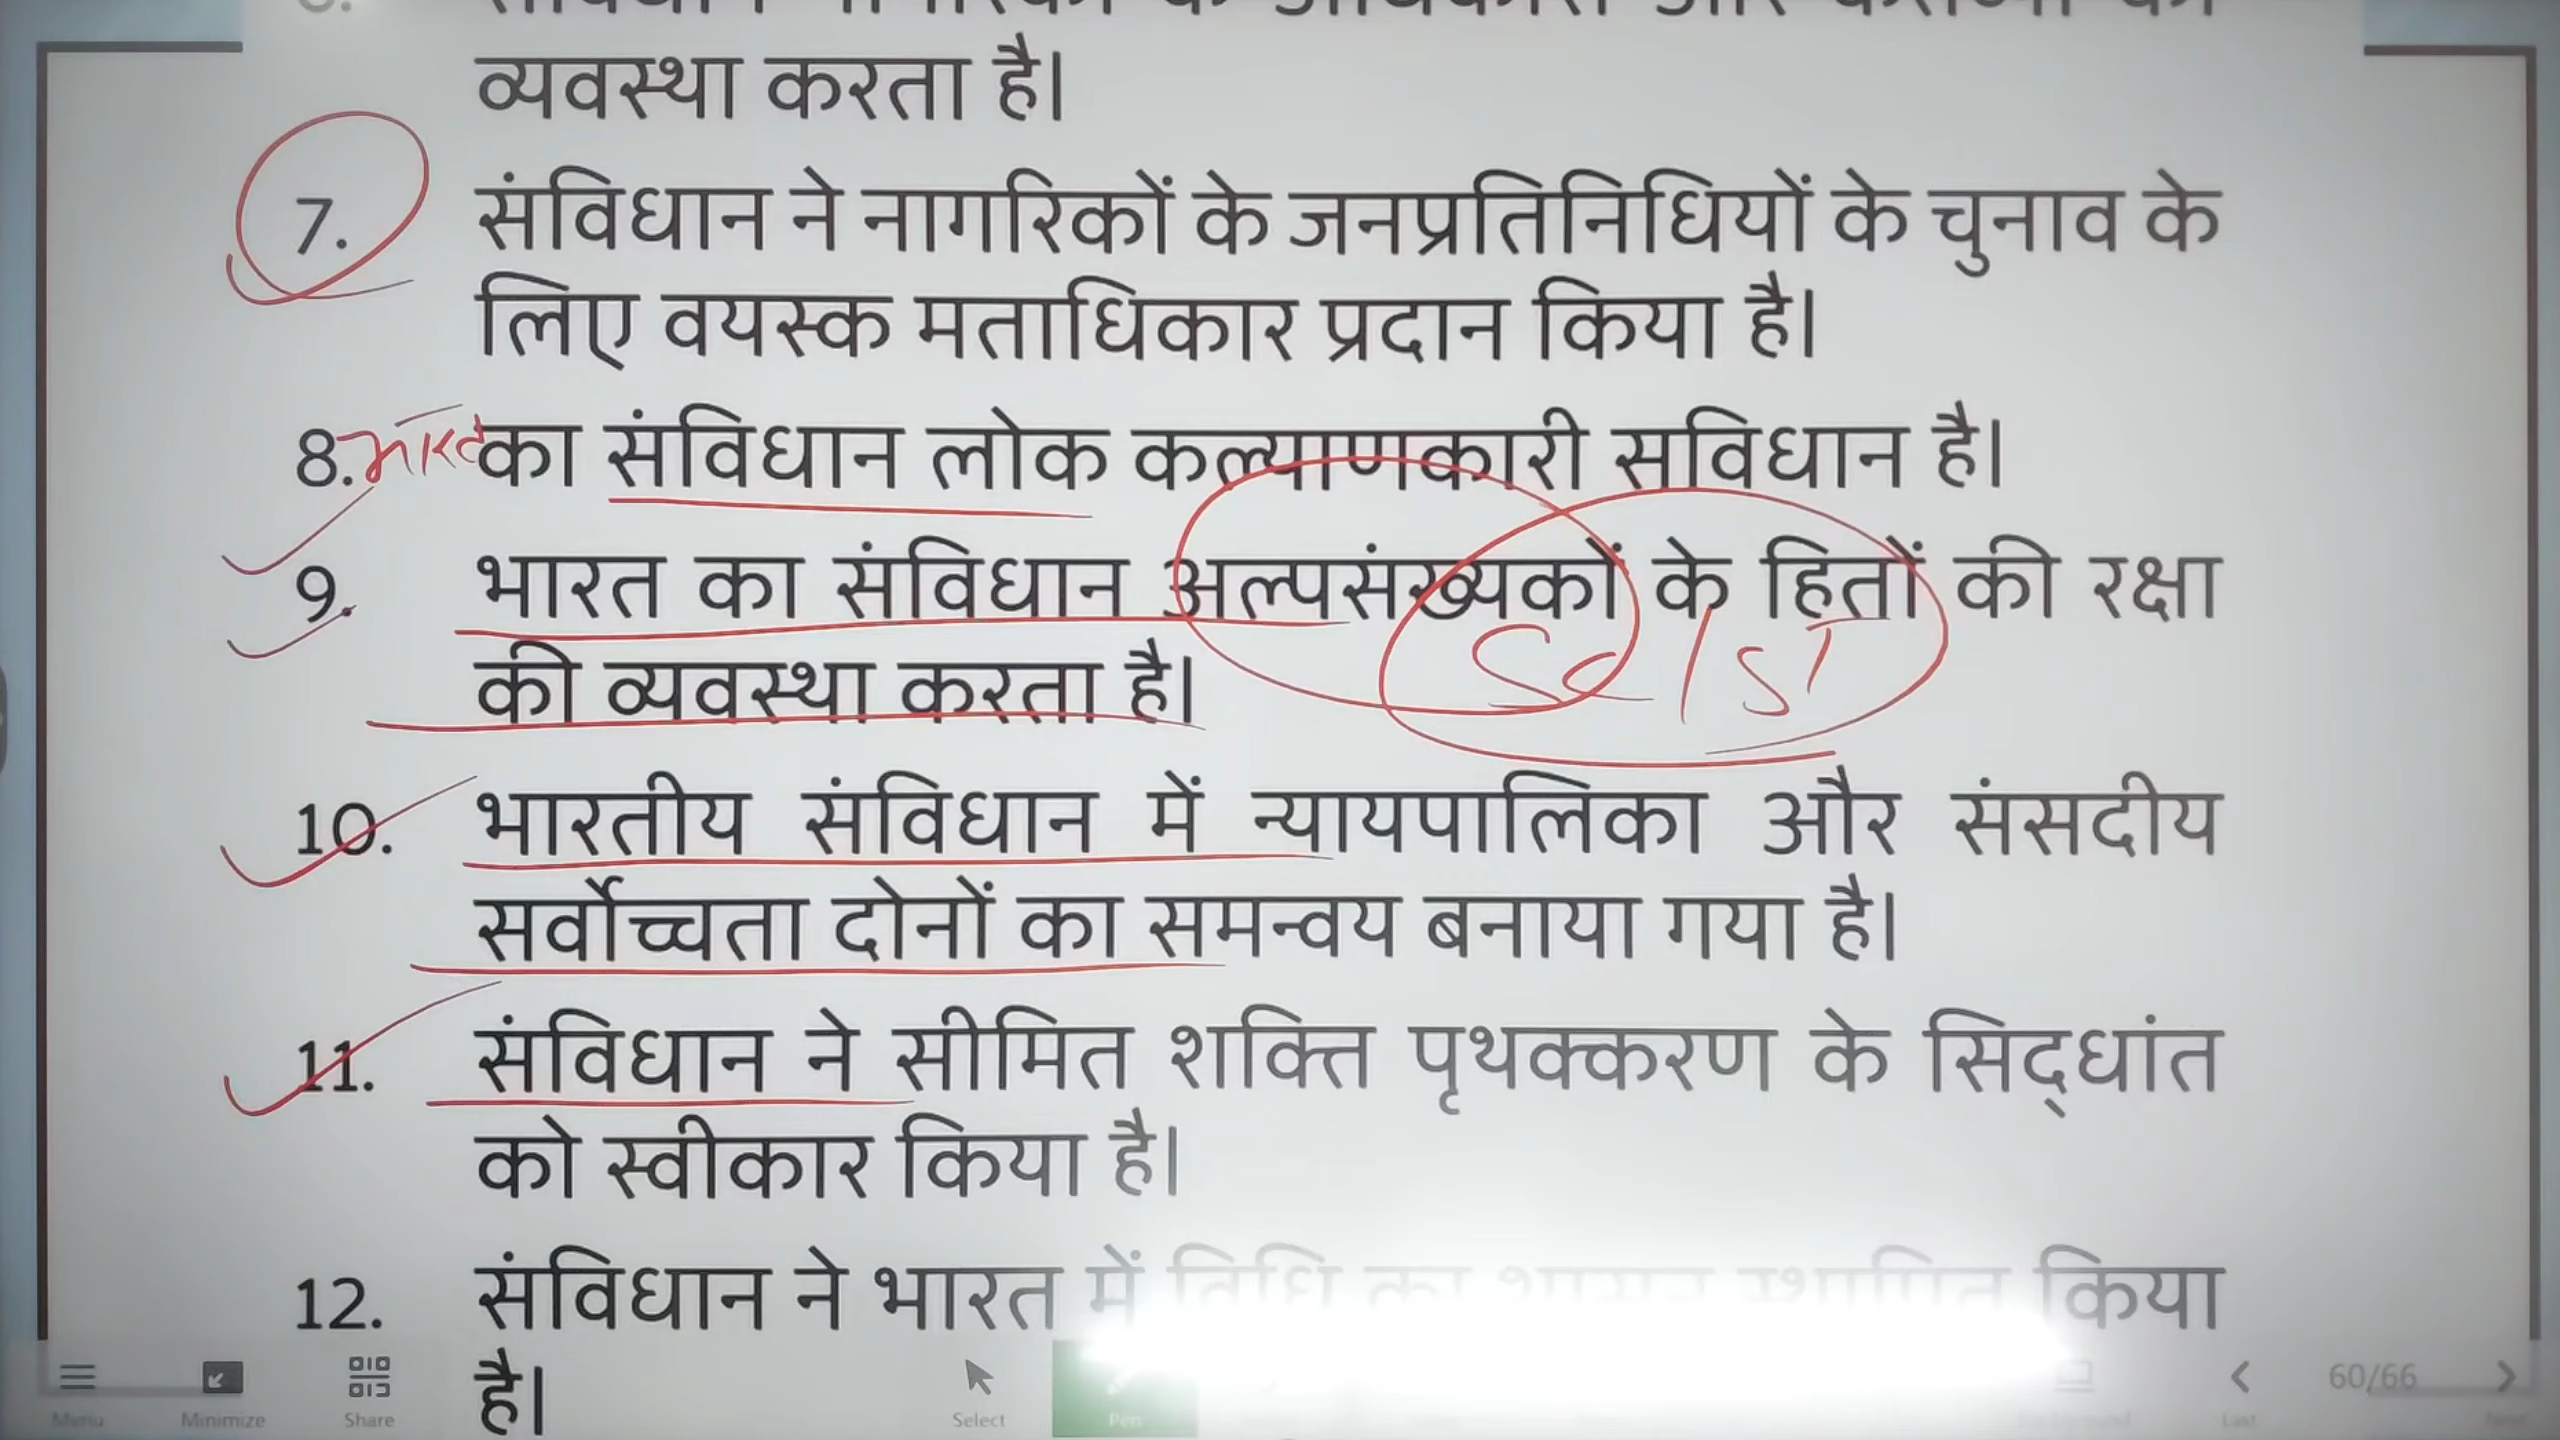 व्यवस्था करता है।
7. संविधान ने नागरिकों के जनप्रतिनिधियों के चुनाव के
लिए वयस्क मताधिकार प्रदान किया है।
8. भारत का संविधान लोक कल्याणकारी सविधान है।
9. भारत का संविधान अल्पसंख्यकों के हितों की रक्षा
SC/ST
की व्यवस्था करता है।
10. भारतीय संविधान में न्यायपालिका और संसदीय
सर्वोच्चता दोनों का समन्वय बनाया गया है।
11. संविधान ने सीमित शक्ति पृथक्करण के सिद्धांत
को स्वीकार किया है।
12. संविधान ने भारत में विधि का किया
है।
Menu Minimize Share Select Pen Last 60/66 Next